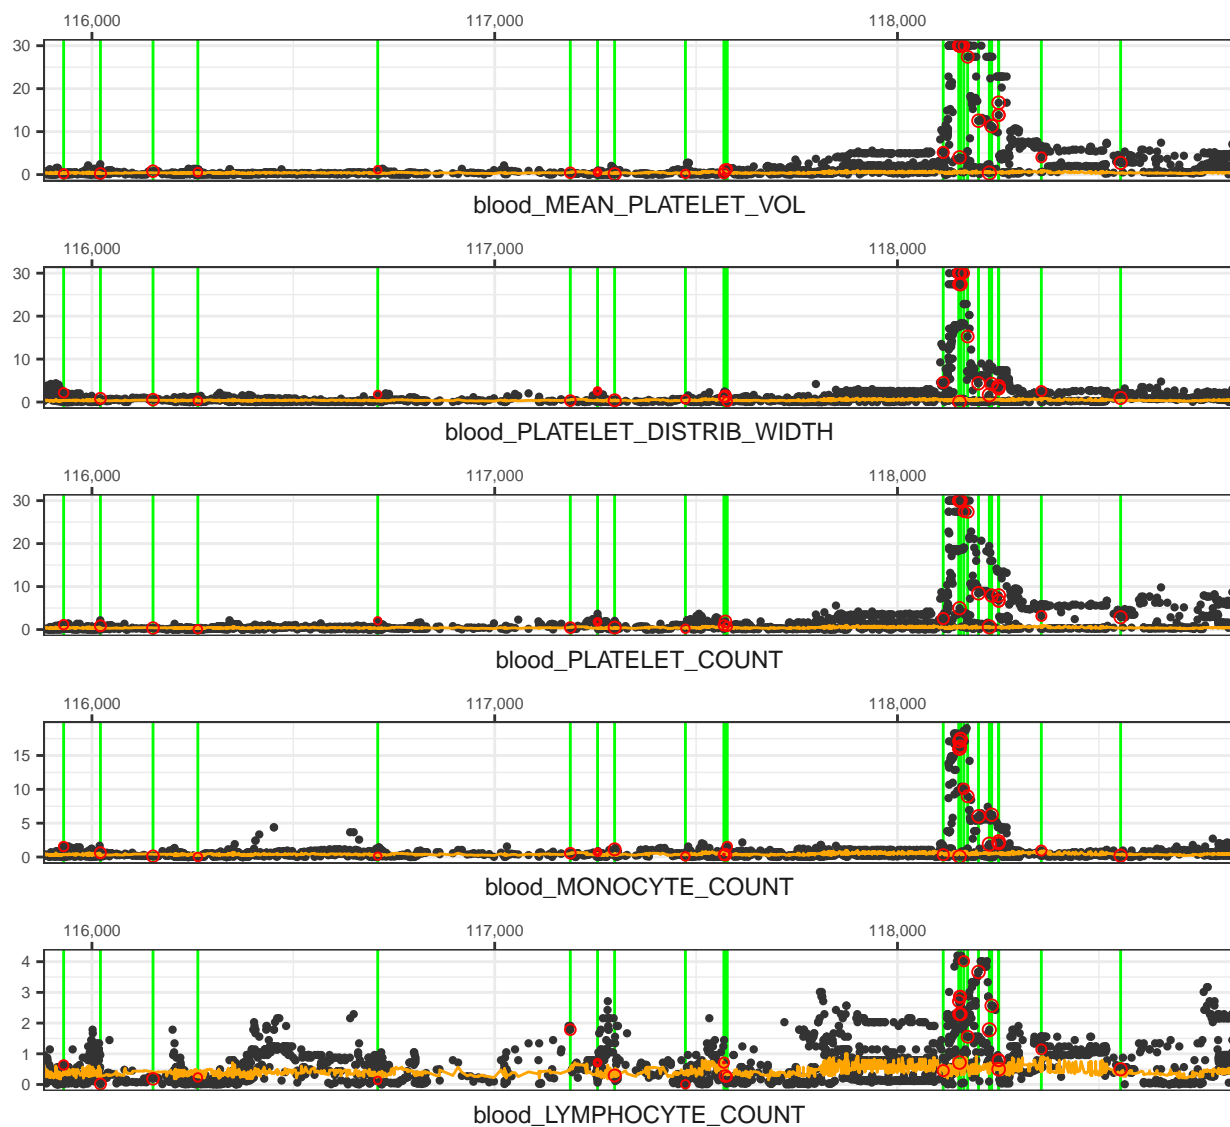 116,000 117,000 118,000
30
20
10
0
blood_MEAN_PLATELET_VOL
116,000 117,000 118,000
30
20
10
0
blood_PLATELET_DISTRIB_WIDTH
116,000 117,000 118,000
30
20
10
0
blood_PLATELET_COUNT
116,000 117,000 118,000
15
10
5
0
blood_MONOCYTE_COUNT
116,000 117,000 118,000
4
3
2
1
0
blood_LYMPHOCYTE_COUNT